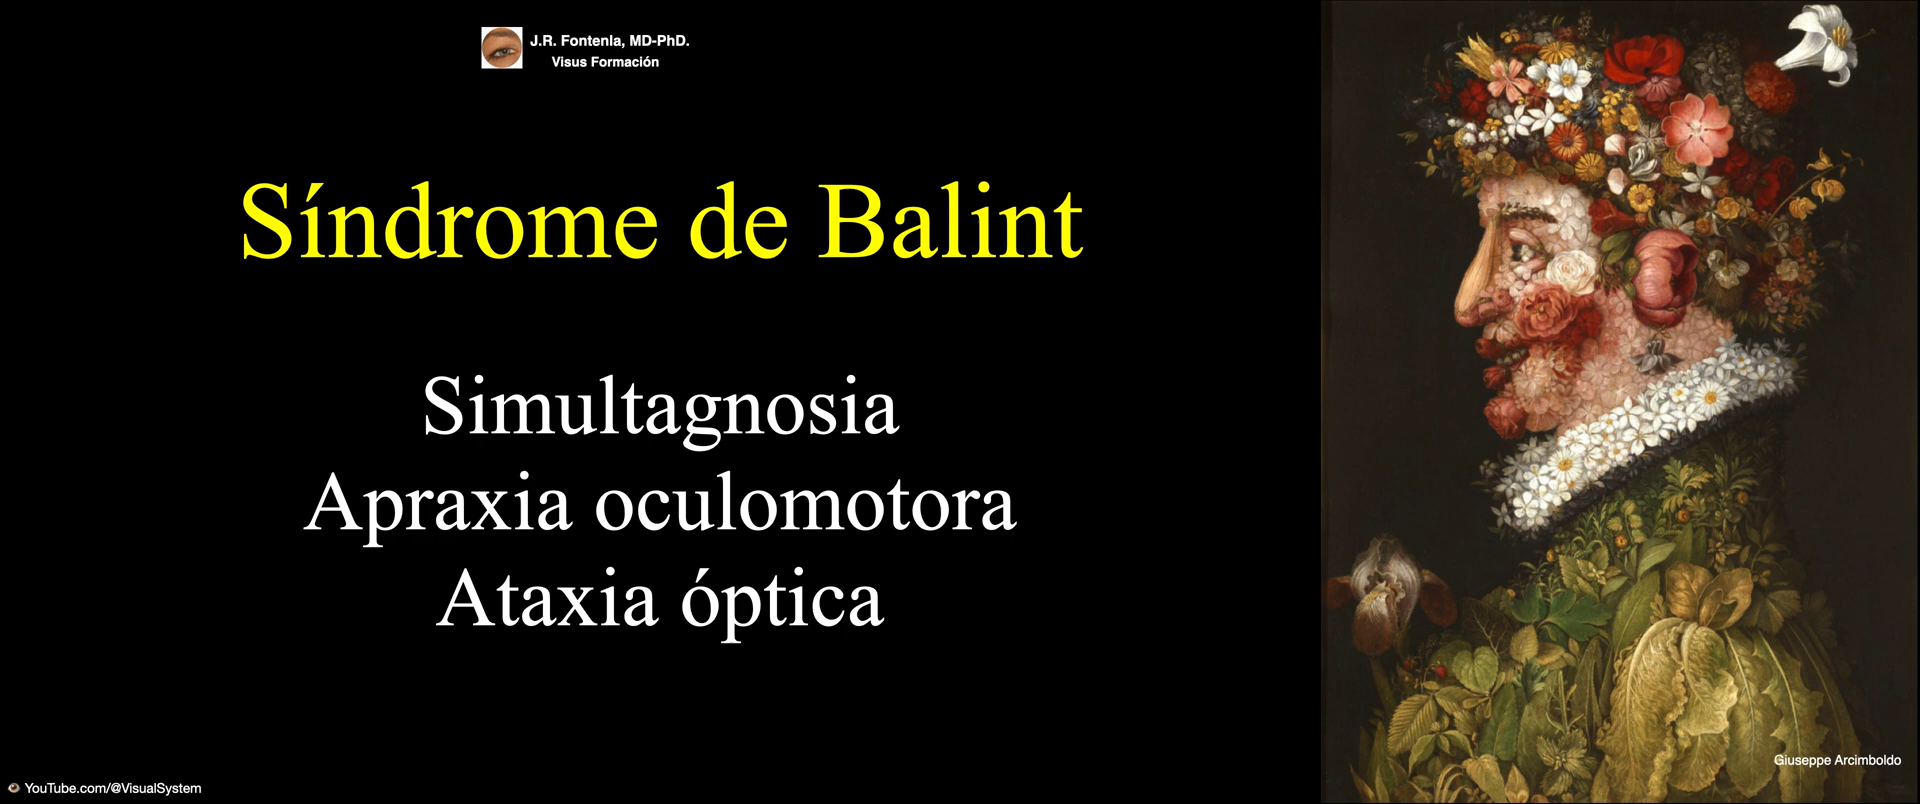 J.R. Fontenla, MD-PhD.
Visus Formación
Síndrome de Balint
Simultagnosia
Apraxia oculomotora
Ataxia óptica
Giuseppe Arcimboldo
YouTube.com/@VisualSystem